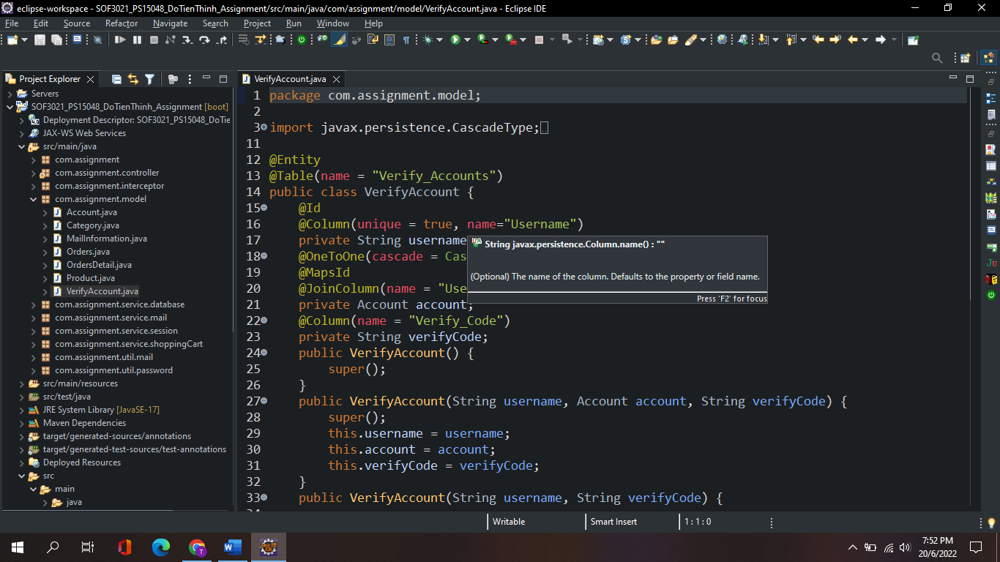 eclipse-workspace - SOF3021_PS15048_DoTienThinh_Assignment/src/main/java/com/assignment/model/VerifyAccount.java - Eclipse IDE
File Edit Source Refactor Navigate Search Project Run Window Help
Project Explorer
Servers
SOF3021_PS15048_DoTienThinh_Assignment [boot]
Deployment Descriptor: SOF3021_PS15048_DoTie
JAX-WS Web Services
src/main/java
com.assignment
com.assignment.controller
com.assignment.interceptor
com.assignment.model
Account.java
Category.java
MailInformation.java
Orders.java
OrdersDetail.java
Product.java
VerifyAccount.java
com.assignment.service.database
com.assignment.service.mail
com.assignment.service.session
com.assignment.service.shoppingCart
com.assignment.util.mail
com.assignment.util.password
src/main/resources
src/test/java
JRE System Library [JavaSE-17]
Maven Dependencies
target/generated-sources/annotations
target/generated-test-sources/test-annotations
Deployed Resources
src
main
java
VerifyAccount.java
1 package com.assignment.model;
2
3 import javax.persistence.CascadeType;
11
12 @Entity
13 @Table(name = "Verify_Accounts")
14 public class VerifyAccount {
15 @Id
16 @Column(unique = true, name="Username")
17 private String username
18 @OneToOne(cascade = Cas
19 @MapsId
20 @JoinColumn(name = "Use
21 private Account account;
22 @Column(name = "Verify_Code")
23 private String verifyCode;
24 public VerifyAccount() {
25 super();
26 }
27 public VerifyAccount(String username, Account account, String verifyCode) {
28 super();
29 this.username = username;
30 this.account = account;
31 this.verifyCode = verifyCode;
32 }
33 public VerifyAccount(String username, String verifyCode) {
String javax.persistence.Column.name() : ""
(Optional) The name of the column. Defaults to the property or field name.
Press 'F2' for focus
Ju
Writable
Smart Insert
1 : 1 : 0
7:52 PM
20/6/2022